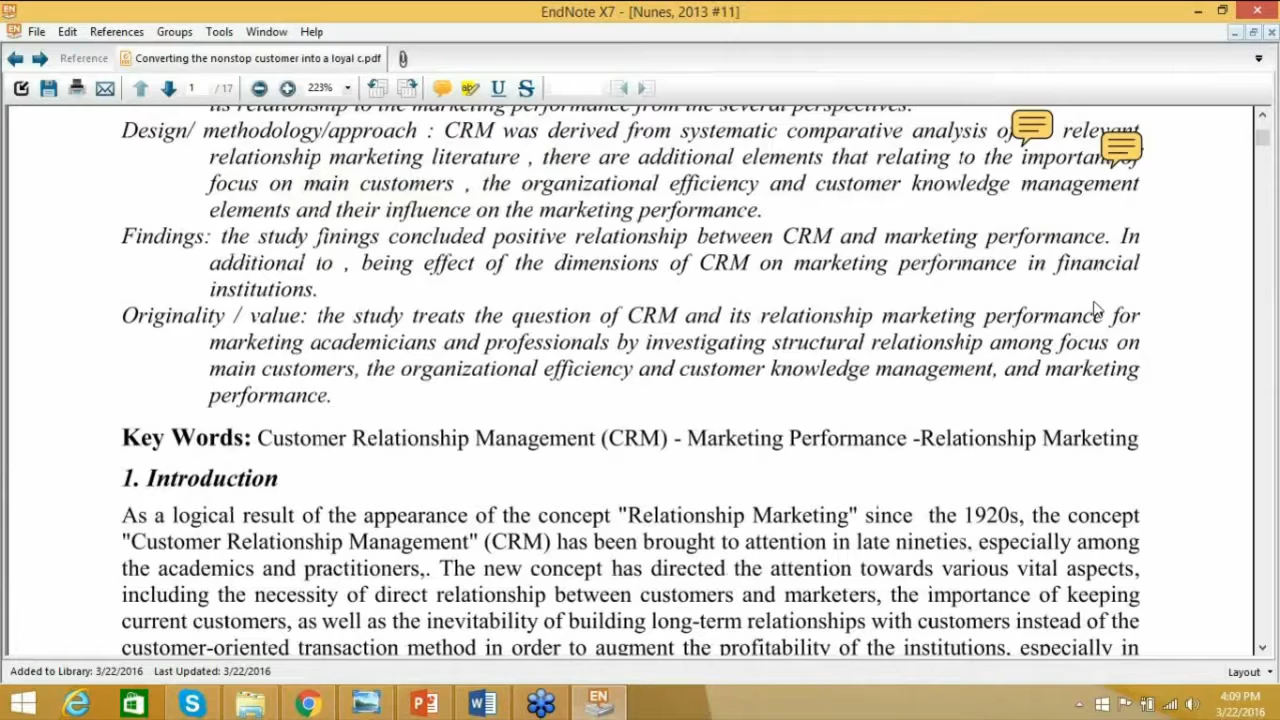 EndNote X7 - [Nunes, 2013 #11]
File Edit References Groups Tools Window Help
Reference Converting the nonstop customer into a loyal c.pdf
1 / 17 223%
its relationship to the marketing performance from the several perspectives.
Design/ methodology/approach : CRM was derived from systematic comparative analysis of relevant
relationship marketing literature , there are additional elements that relating to the important of
focus on main customers , the organizational efficiency and customer knowledge management
elements and their influence on the marketing performance.
Findings: the study finings concluded positive relationship between CRM and marketing performance. In
additional to , being effect of the dimensions of CRM on marketing performance in financial
institutions.
Originality / value: the study treats the question of CRM and its relationship marketing performance for
marketing academicians and professionals by investigating structural relationship among focus on
main customers, the organizational efficiency and customer knowledge management, and marketing
performance.
Key Words: Customer Relationship Management (CRM) - Marketing Performance -Relationship Marketing
1. Introduction
As a logical result of the appearance of the concept "Relationship Marketing" since the 1920s, the concept
"Customer Relationship Management" (CRM) has been brought to attention in late nineties, especially among
the academics and practitioners,. The new concept has directed the attention towards various vital aspects,
including the necessity of direct relationship between customers and marketers, the importance of keeping
current customers, as well as the inevitability of building long-term relationships with customers instead of the
customer-oriented transaction method in order to augment the profitability of the institutions, especially in
Added to Library: 3/22/2016 Last Updated: 3/22/2016 Layout
4:09 PM
3/22/2016